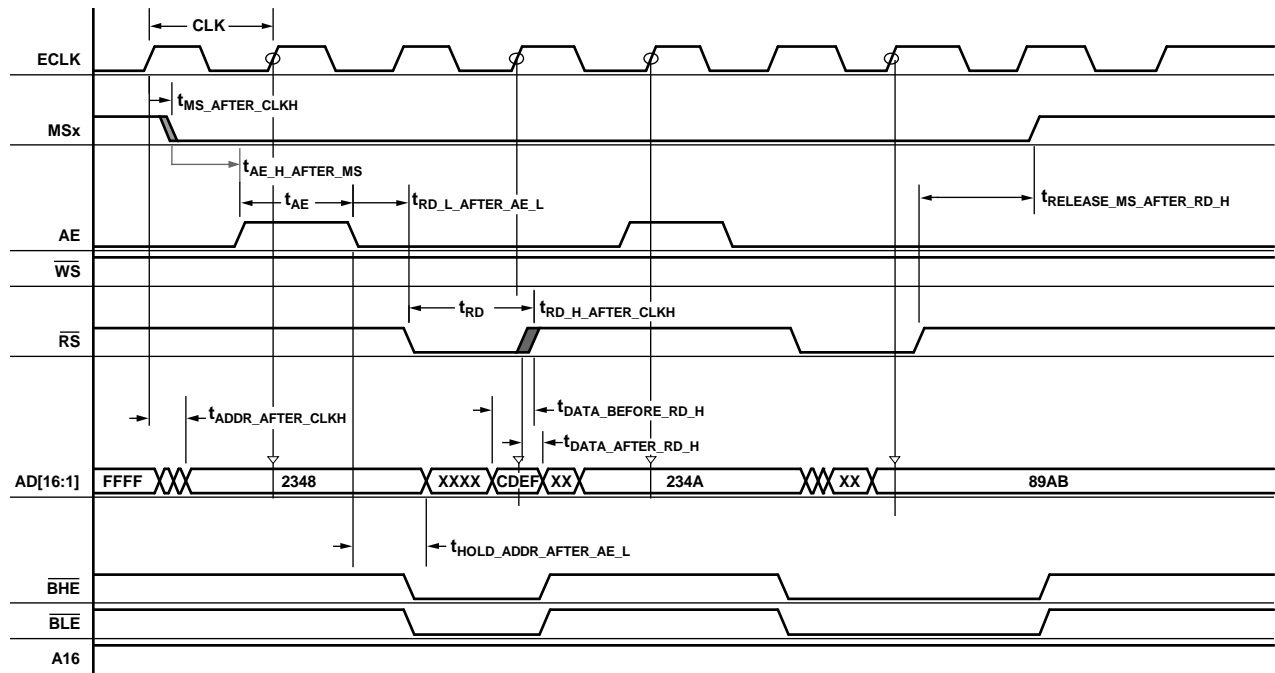 CLK
ECLK
tMS_AFTER_CLKH
MSx
tAE_H_AFTER_MS
tAE
tRD_L_AFTER_AE_L
tRELEASE_MS_AFTER_RD_H
AE
WS
tRD
tRD_H_AFTER_CLKH
RS
tADDR_AFTER_CLKH
tDATA_BEFORE_RD_H
tDATA_AFTER_RD_H
AD[16:1] FFFF 2348 XXXX CDEF XX 234A XX 89AB
tHOLD_ADDR_AFTER_AE_L
BHE
BLE
A16